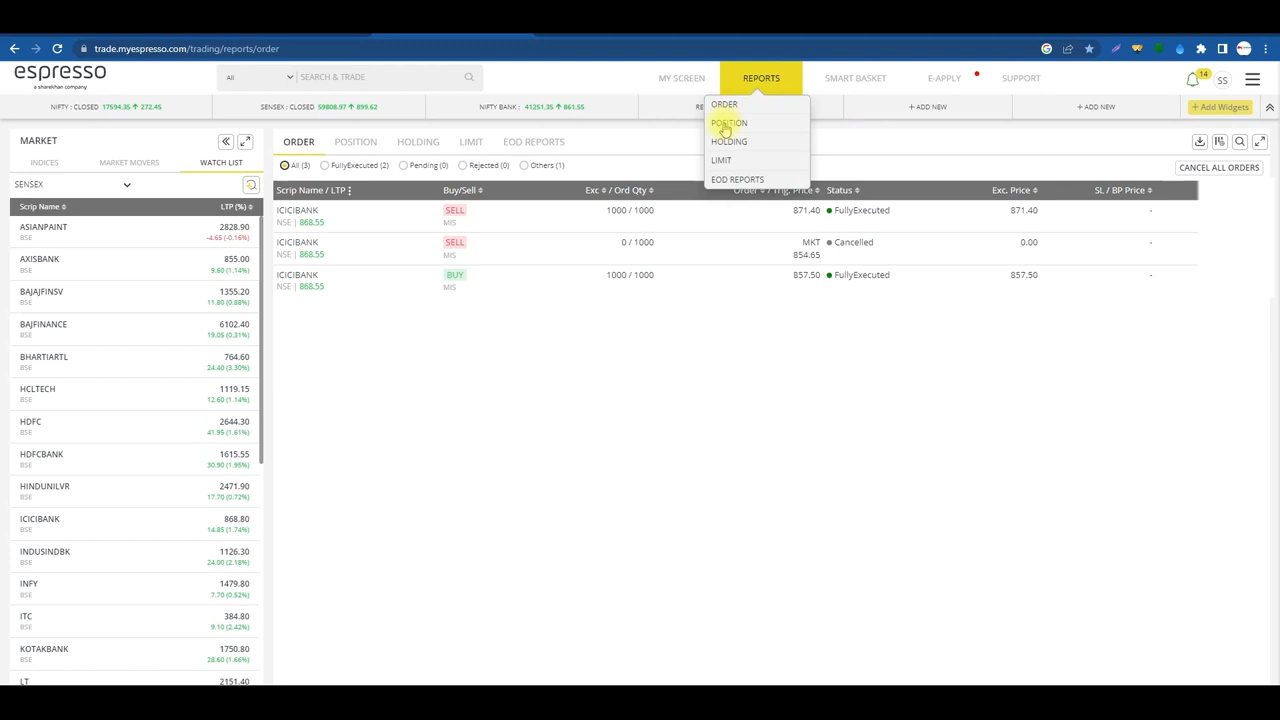 trade.myespresso.com/trading/reports/order
espresso
a sharekhan company
All
SEARCH & TRADE
MY SCREEN
REPORTS
SMART BASKET
E-APPLY
SUPPORT
14
SS
NIFTY : CLOSED 17594.35 ↑ 272.45
SENSEX : CLOSED 59808.97 ↑ 899.62
NIFTY BANK : 41251.35 ↑ 861.55
RE
+ ADD NEW
+ ADD NEW
+ Add Widgets
ORDER
POSITION
HOLDING
LIMIT
EOD REPORTS
MARKET
INDICES
MARKET MOVERS
WATCH LIST
SENSEX
Scrip Name
LTP (%)
ASIANPAINT 2828.90
BSE -4.65 (-0.16%)
AXISBANK 855.00
BSE 9.60 (1.14%)
BAJAJFINSV 1355.20
BSE 11.80 (0.88%)
BAJFINANCE 6102.40
BSE 19.05 (0.31%)
BHARTIARTL 764.60
BSE 24.40 (3.30%)
HCLTECH 1119.15
BSE 12.60 (1.14%)
HDFC 2644.30
BSE 41.95 (1.61%)
HDFCBANK 1615.55
BSE 30.90 (1.95%)
HINDUNILVR 2471.90
BSE 17.70 (0.72%)
ICICIBANK 868.80
BSE 14.85 (1.74%)
INDUSINDBK 1126.30
BSE 24.00 (2.18%)
INFY 1479.80
BSE 7.70 (0.52%)
ITC 384.80
BSE 9.10 (2.42%)
KOTAKBANK 1750.80
BSE 28.60 (1.66%)
LT 2151.40
ORDER POSITION HOLDING LIMIT EOD REPORTS
All (3) FullyExecuted (2) Pending (0) Rejected (0) Others (1)
CANCEL ALL ORDERS
Scrip Name / LTP Buy/Sell Exc / Ord Qty Order / Trig. Price Status Exc. Price SL / BP Price
ICICIBANK SELL 1000 / 1000 871.40 FullyExecuted 871.40 -
NSE | 868.55 MIS
ICICIBANK SELL 0 / 1000 MKT Cancelled 0.00 -
NSE | 868.55 MIS 854.65
ICICIBANK BUY 1000 / 1000 857.50 FullyExecuted 857.50 -
NSE | 868.55 MIS